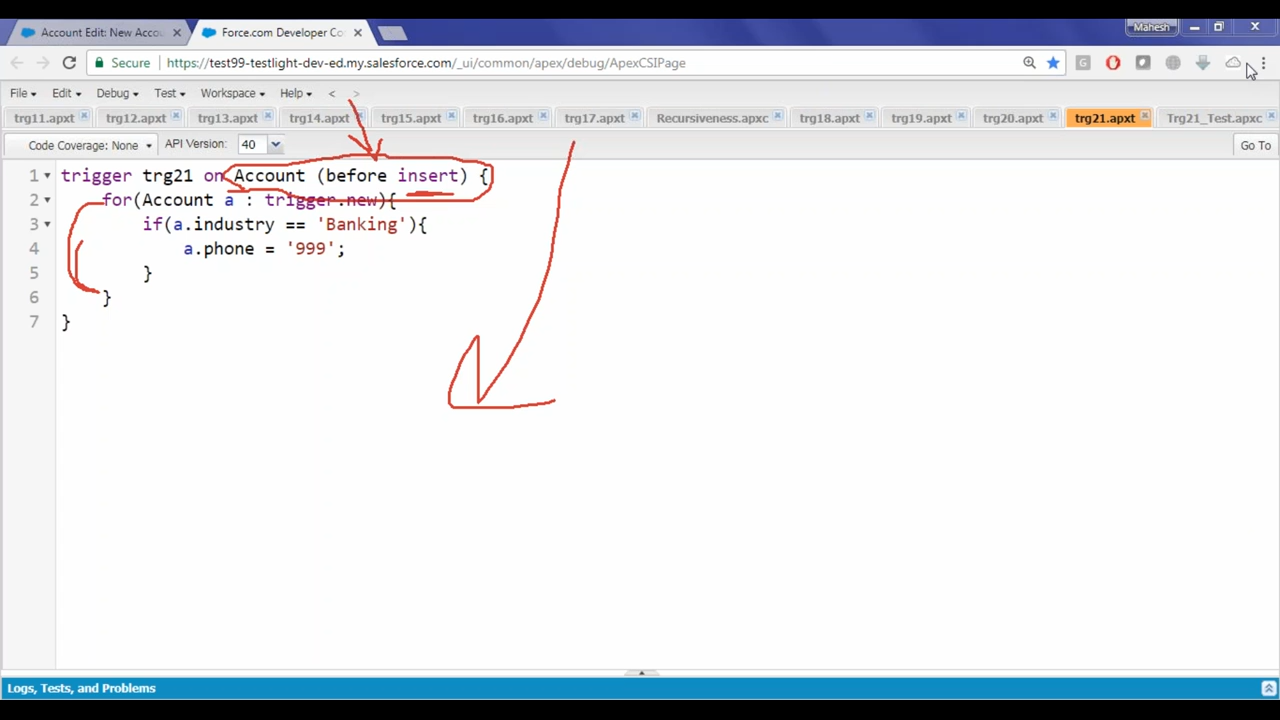 Account Edit: New Accou
Force.com Developer Co
Mahesh
Secure
https://test99-testlight-dev-ed.my.salesforce.com/_ui/common/apex/debug/ApexCSIPage
File Edit Debug Test Workspace Help < >
trg11.apxt trg12.apxt trg13.apxt trg14.apxt trg15.apxt trg16.apxt trg17.apxt Recursiveness.apxc trg18.apxt trg19.apxt trg20.apxt trg21.apxt Trg21_Test.apxc
Code Coverage: None API Version: 40 Go To
1 trigger trg21 on Account (before insert) {
2 for(Account a : trigger.new){
3 if(a.industry == 'Banking'){
4 a.phone = '999';
5 }
6 }
7 }
Logs, Tests, and Problems